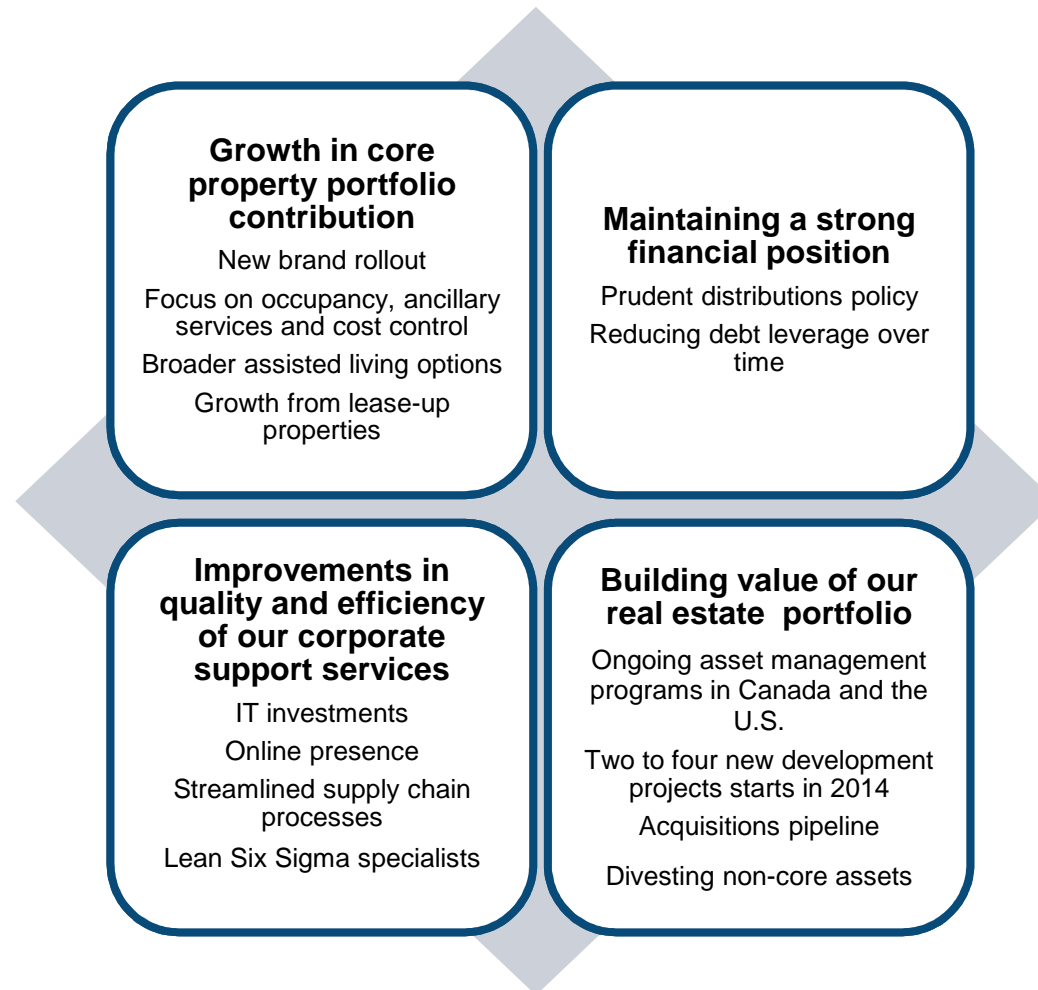 Growth in core
property portfolio
contribution
New brand rollout
Focus on occupancy, ancillary
services and cost control
Broader assisted living options
Growth from lease-up
properties
Maintaining a strong
financial position
Prudent distributions policy
Reducing debt leverage over
time
Improvements in
quality and efficiency
of our corporate
support services
IT investments
Online presence
Streamlined supply chain
processes
Lean Six Sigma specialists
Building value of our
real estate  portfolio
Ongoing asset management
programs in Canada and the
U.S.
Two to four new development
projects starts in 2014
Acquisitions pipeline
Divesting non-core assets